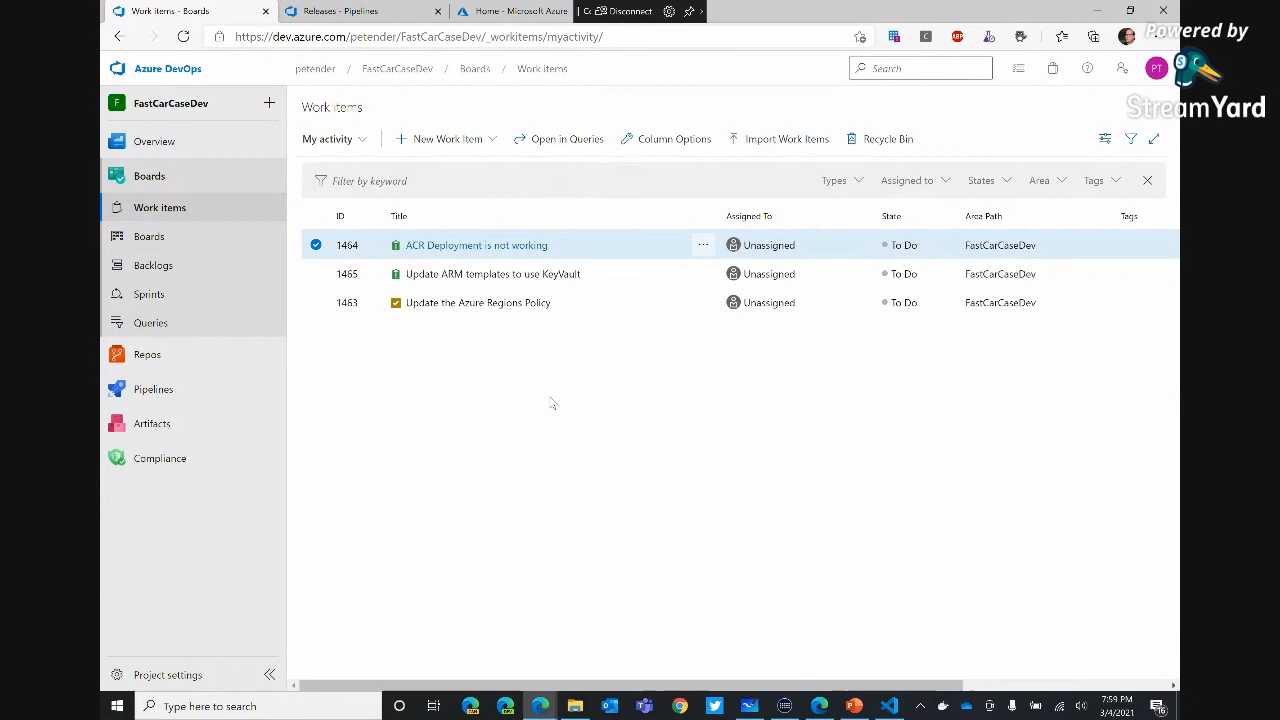 Work items - Boards
Releases - Pipelines
Home - Microsoft Azure
Disconnect
https://dev.azure.com/petender/FastCarCaseDev/_workitems/myactivity/
Powered by
StreamYard
Azure DevOps
petender / FastCarCaseDev / Boards / Work items
Search
PT
F
FastCarCaseDev
Overview
Boards
Work items
Boards
Backlogs
Sprints
Queries
Repos
Pipelines
Artifacts
Compliance
Project settings
Work items
My activity
New Work Item
Open in Queries
Column Options
Import Work Items
Recycle Bin
Filter by keyword
Types
Assigned to
States
Area
Tags
ID Title Assigned To State Area Path Tags
1464 ACR Deployment is not working ... Unassigned To Do FastCarCaseDev
1465 Update ARM templates to use KeyVault Unassigned To Do FastCarCaseDev
1463 Update the Azure Regions Policy Unassigned To Do FastCarCaseDev
Type here to search
7:59 PM
3/4/2021